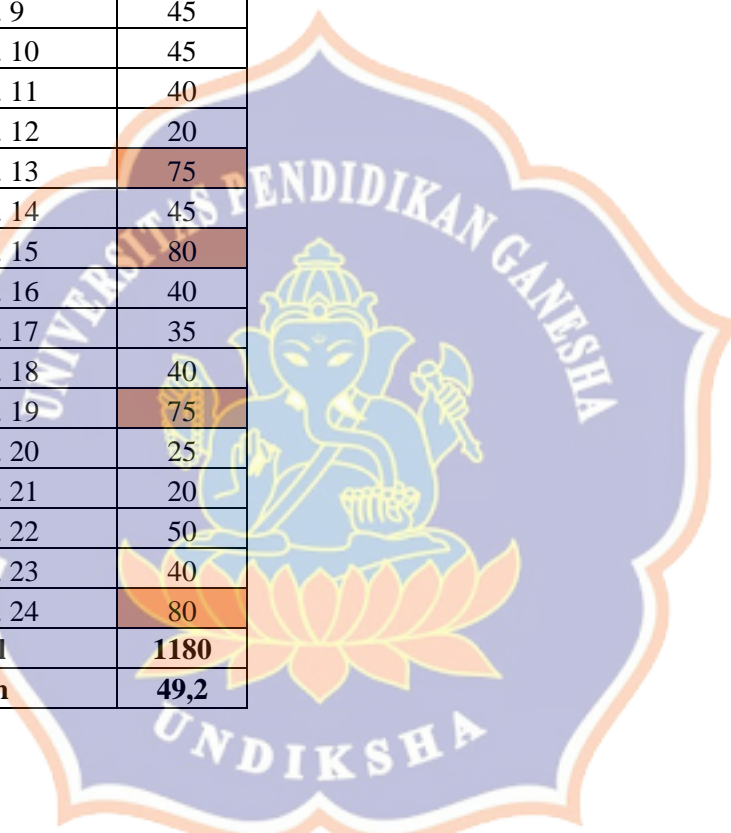 . 9 45
. 10 45
. 11 40
. 12 20
. 13 75
. 14 45
. 15 80
. 16 40
. 17 35
. 18 40
. 19 75
. 20 25
. 21 20
. 22 50
. 23 40
. 24 80
l 1180
n 49,2
UNIVERSITAS PENDIDIKAN GANESHA
UNDIKSHA